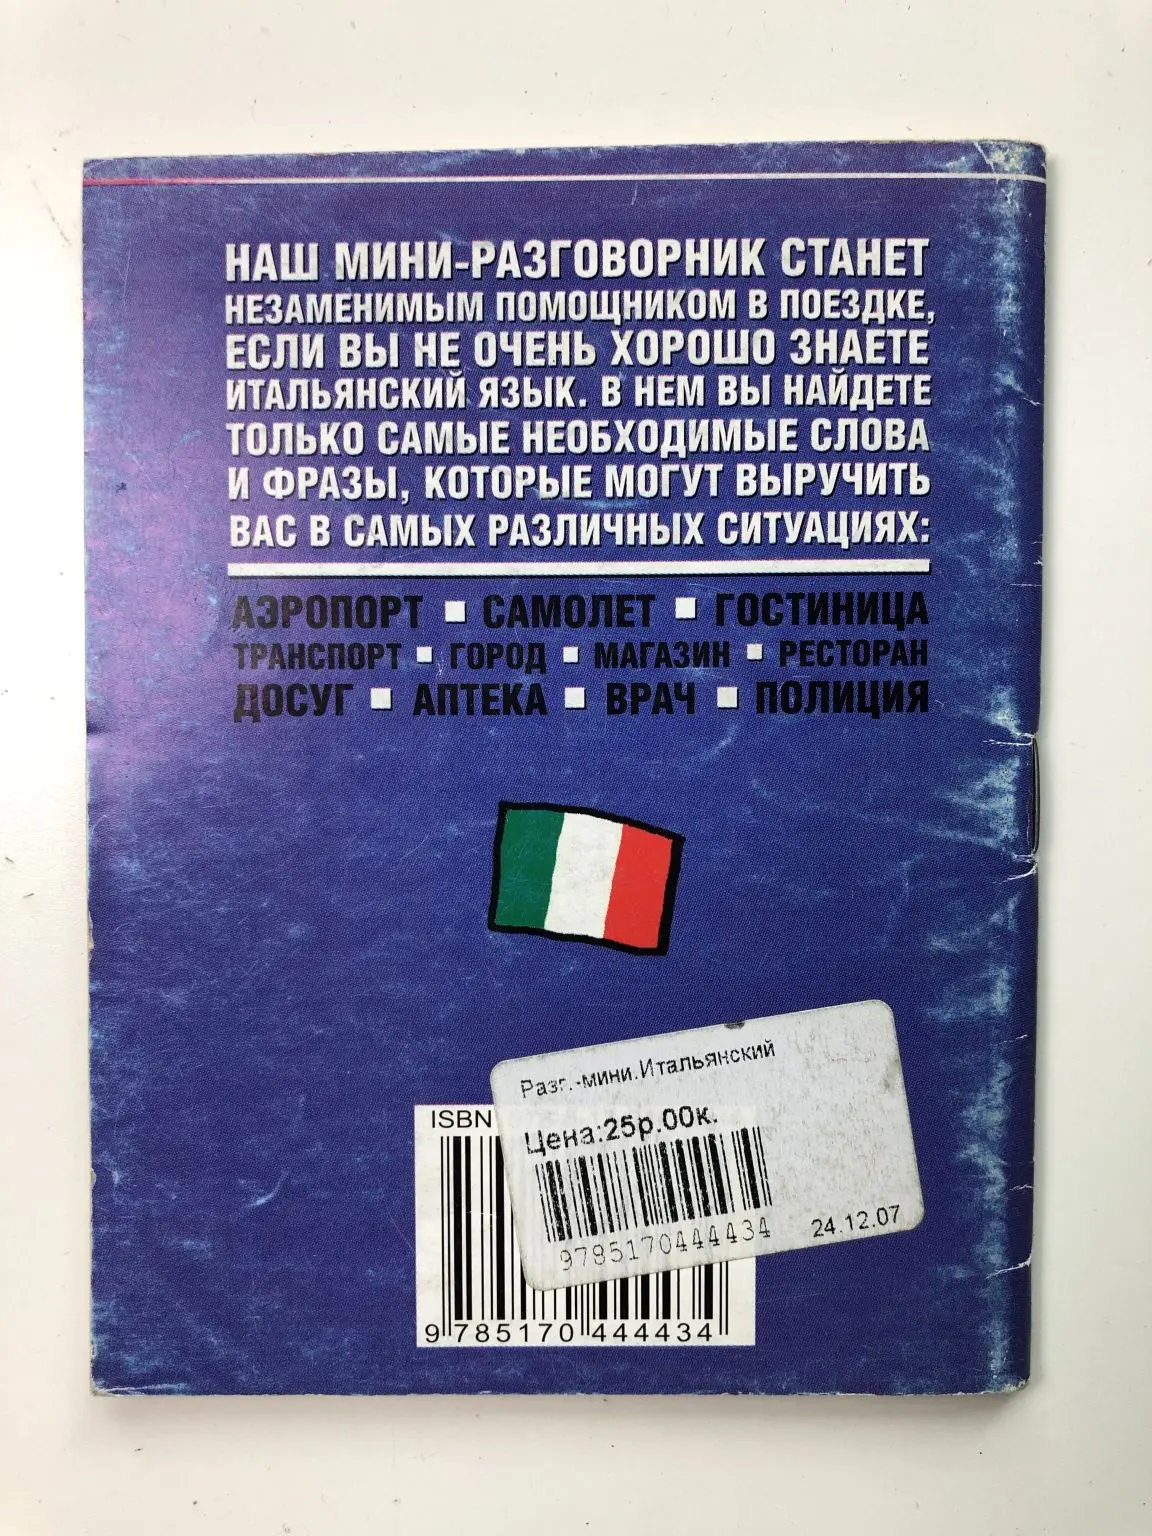 НАШ МИНИ-РАЗГОВОРНИК СТАНЕТ
НЕЗАМЕНИМЫМ ПОМОЩНИКОМ В ПОЕЗДКЕ,
ЕСЛИ ВЫ НЕ ОЧЕНЬ ХОРОШО ЗНАЕТЕ
ИТАЛЬЯНСКИЙ ЯЗЫК. В НЕМ ВЫ НАЙДЕТЕ
ТОЛЬКО САМЫЕ НЕОБХОДИМЫЕ СЛОВА
И ФРАЗЫ, КОТОРЫЕ МОГУТ ВЫРУЧИТЬ
ВАС В САМЫХ РАЗЛИЧНЫХ СИТУАЦИЯХ:
АЭРОПОРТ ▪ САМОЛЕТ ▪ ГОСТИНИЦА
ТРАНСПОРТ ▪ ГОРОД ▪ МАГАЗИН ▪ РЕСТОРАН
ДОСУГ ▪ АПТЕКА ▪ ВРАЧ ▪ ПОЛИЦИЯ
Разг.-мини.Итальянский
ISBN
Цена:25р.00к.
9785170444434
24.12.07
9 785170 444434